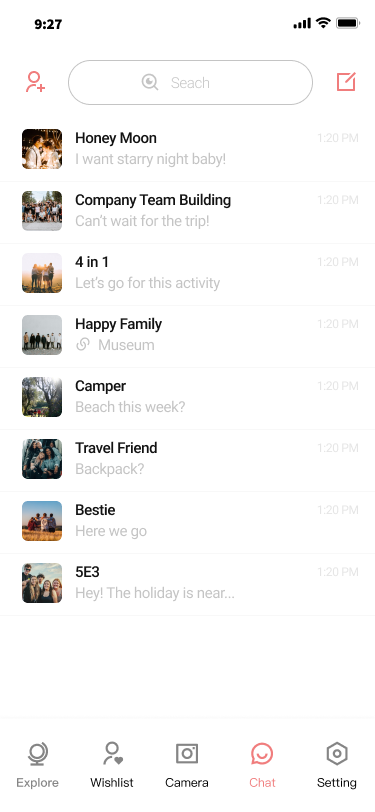 9:27
Seach
Honey Moon
1:20 PM
I want starry night baby!
Company Team Building
1:20 PM
Can't wait for the trip!
4 in 1
1:20 PM
Let's go for this activity
Happy Family
1:20 PM
Museum
Camper
1:20 PM
Beach this week?
Travel Friend
1:20 PM
Backpack?
Bestie
1:20 PM
Here we go
5E3
1:20 PM
Hey! The holiday is near...
Explore Wishlist Camera Chat Setting